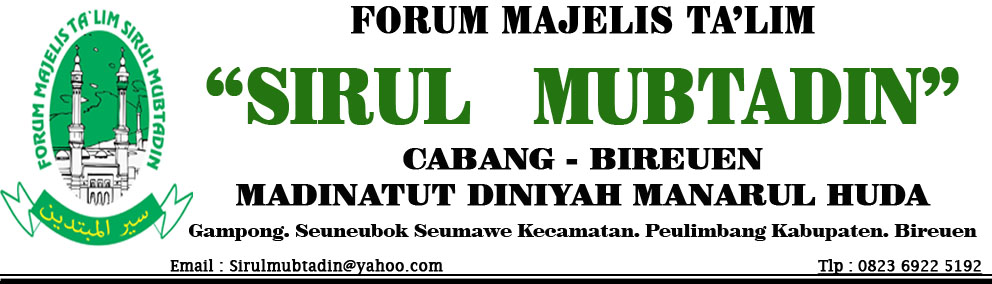 FORUM MAJELIS TA'LIM SIRUL MUBTADIN
سير المبتدين
FORUM MAJELIS TA’LIM
“SIRUL MUBTADIN”
CABANG - BIREUEN
MADINATUT DINIYAH MANARUL HUDA
Gampong. Seuneubok Seumawe Kecamatan. Peulimbang Kabupaten. Bireuen
Email : Sirulmubtadin@yahoo.com Tlp : 0823 6922 5192